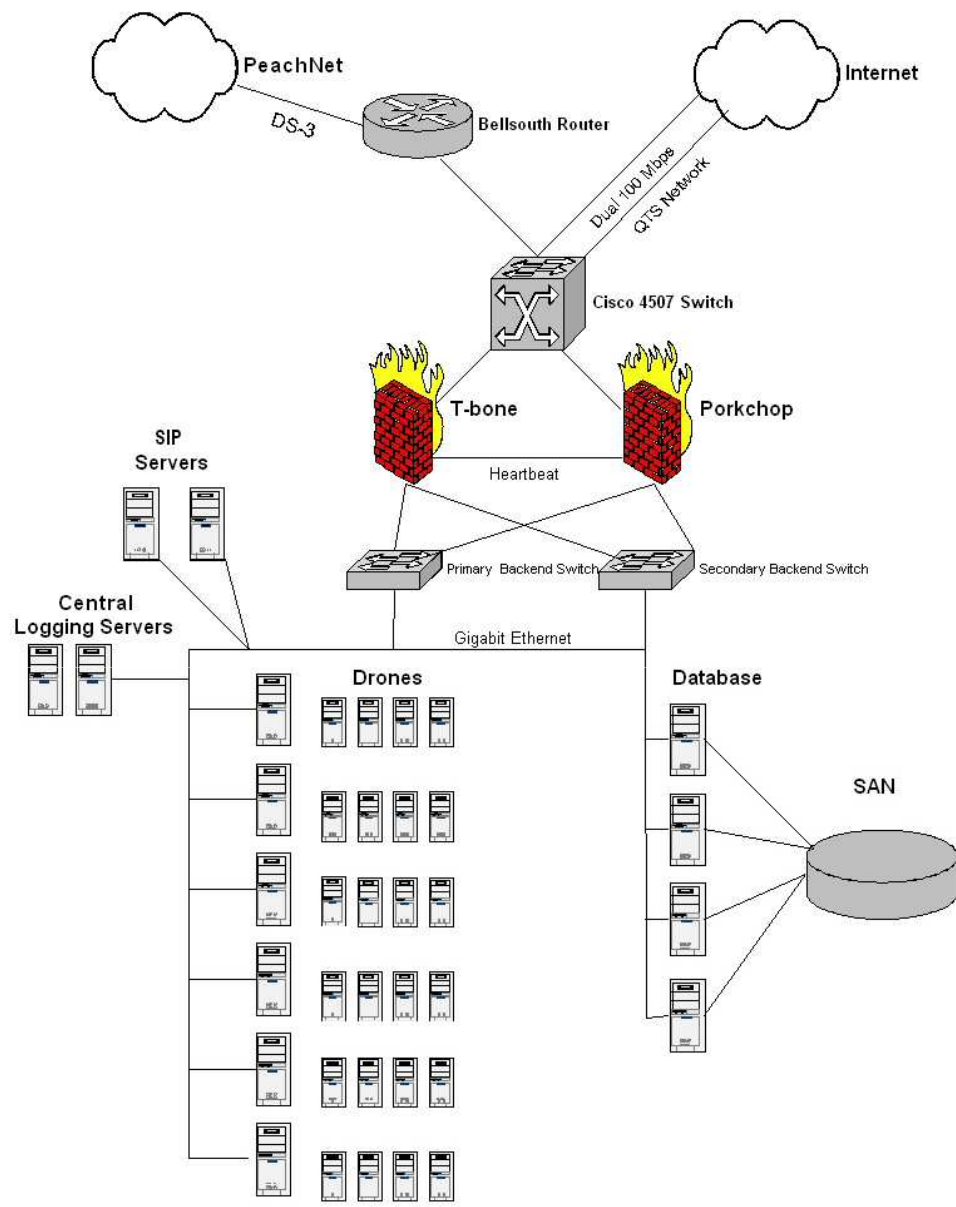 PeachNet
Internet
DS-3
Bellsouth Router
Dual 100 Mbps
QTS Network
Cisco 4507 Switch
T-bone
Porkchop
Heartbeat
SIP
Servers
Primary Backend Switch
Secondary Backend Switch
Central
Logging Servers
Gigabit Ethernet
Drones
Database
SAN